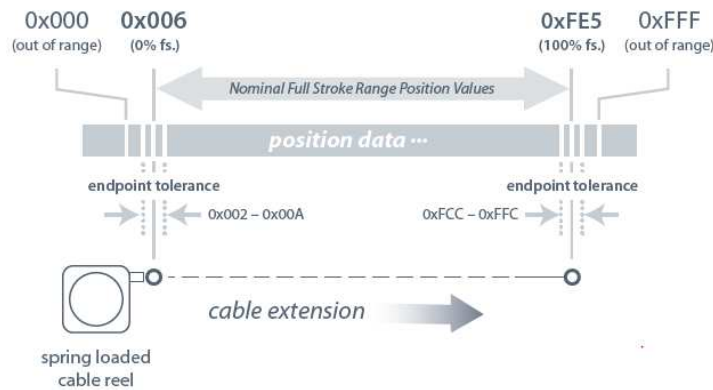 0x000 0x006 0xFE5 0xFFF
(out of range) (0% fs.) (100% fs.) (out of range)
Nominal Full Stroke Range Position Values
position data ···
endpoint tolerance endpoint tolerance
0x002 – 0x00A 0xFCC – 0xFFC
cable extension
spring loaded
cable reel